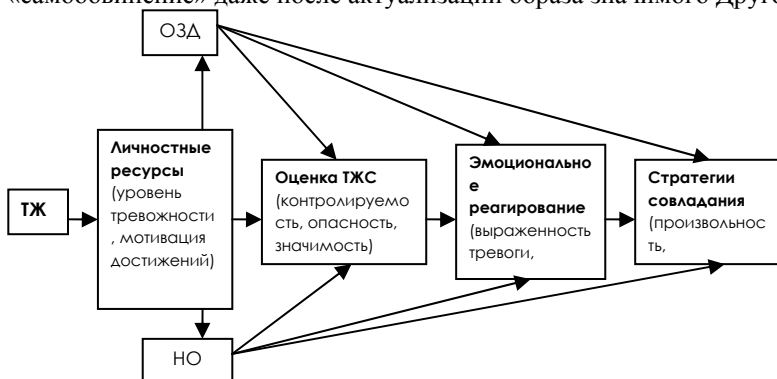 «самообвинение» даже после актуализации образа значимого Друго
ОЗД
Личностные
ресурсы
(уровень
тревожности
, мотивация
достижений)
Оценка ТЖС
(контролируемо
сть, опасность,
значимость)
Эмоционально
е
реагирование
(выраженность
тревоги,
Стратегии
совладания
(произвольнос
ть,
ТЖ
НО